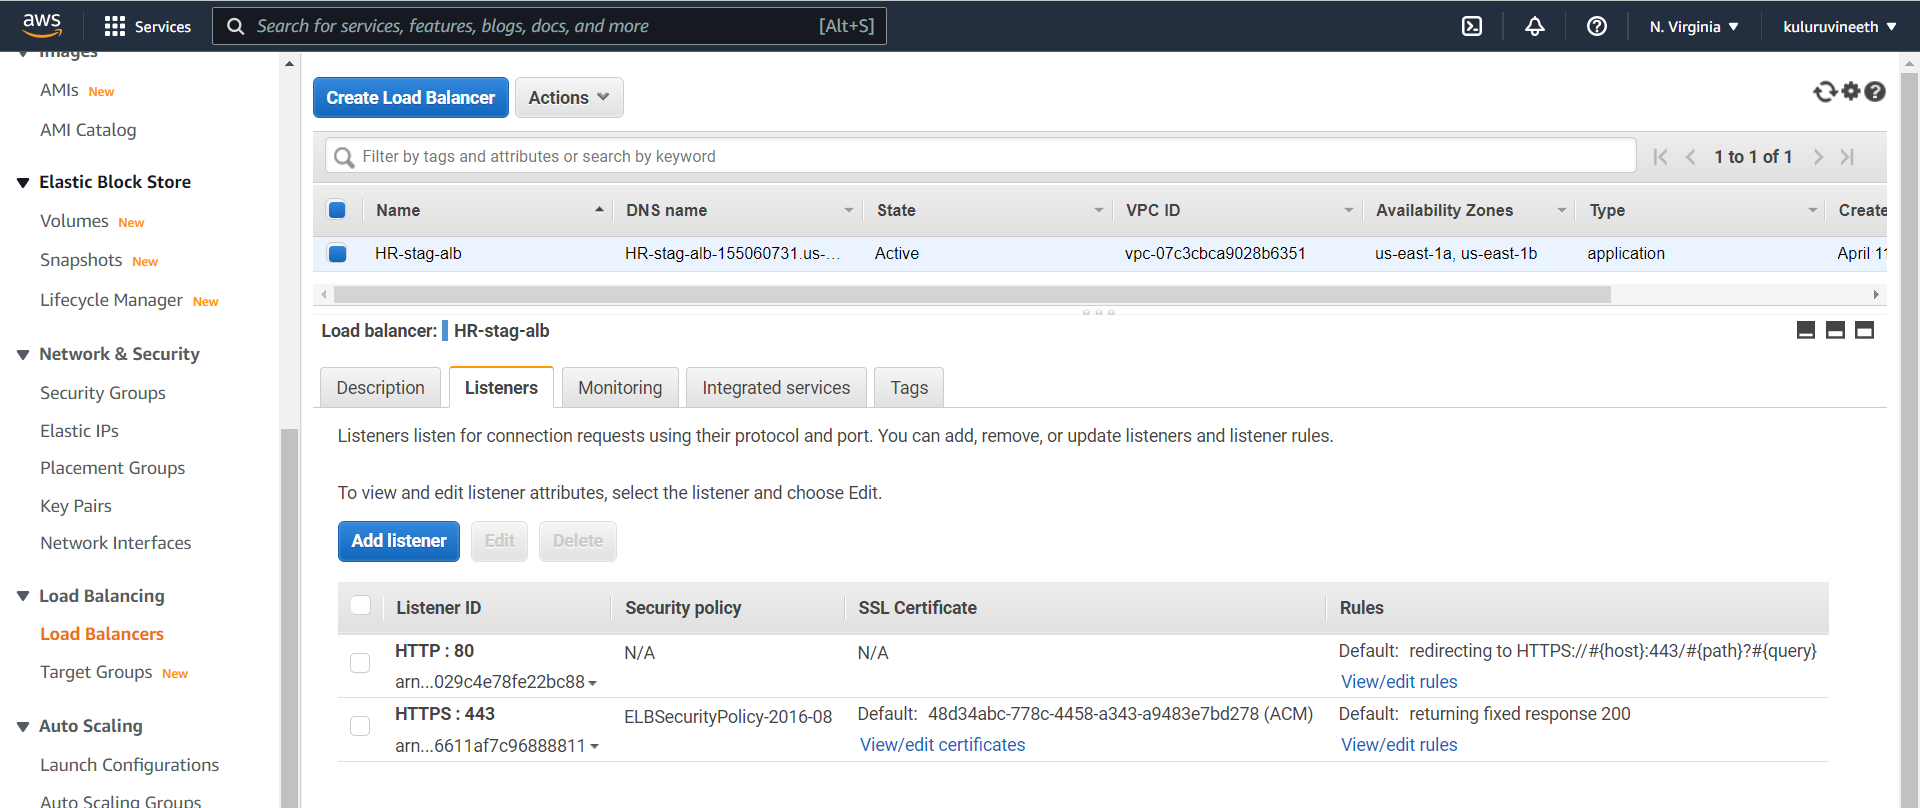 aws
Services
Search for services, features, blogs, docs, and more
[Alt+S]
N. Virginia
kuluruvineeth
Images
AMIs New
AMI Catalog
Elastic Block Store
Volumes New
Snapshots New
Lifecycle Manager New
Network & Security
Security Groups
Elastic IPs
Placement Groups
Key Pairs
Network Interfaces
Load Balancing
Load Balancers
Target Groups New
Auto Scaling
Launch Configurations
Auto Scaling Groups
Create Load Balancer
Actions
Filter by tags and attributes or search by keyword
1 to 1 of 1
Name DNS name State VPC ID Availability Zones Type Create
HR-stag-alb HR-stag-alb-155060731.us-... Active vpc-07c3cbca9028b6351 us-east-1a, us-east-1b application April 11
Load balancer: HR-stag-alb
Description Listeners Monitoring Integrated services Tags
Listeners listen for connection requests using their protocol and port. You can add, remove, or update listeners and listener rules.
To view and edit listener attributes, select the listener and choose Edit.
Add listener Edit Delete
Listener ID Security policy SSL Certificate Rules
HTTP : 80 N/A N/A Default: redirecting to HTTPS://#{host}:443/#{path}?#{query}
arn...029c4e78fe22bc88 View/edit rules
HTTPS : 443 ELBSecurityPolicy-2016-08 Default: 48d34abc-778c-4458-a343-a9483e7bd278 (ACM) Default: returning fixed response 200
arn...6611af7c96888811 View/edit certificates View/edit rules